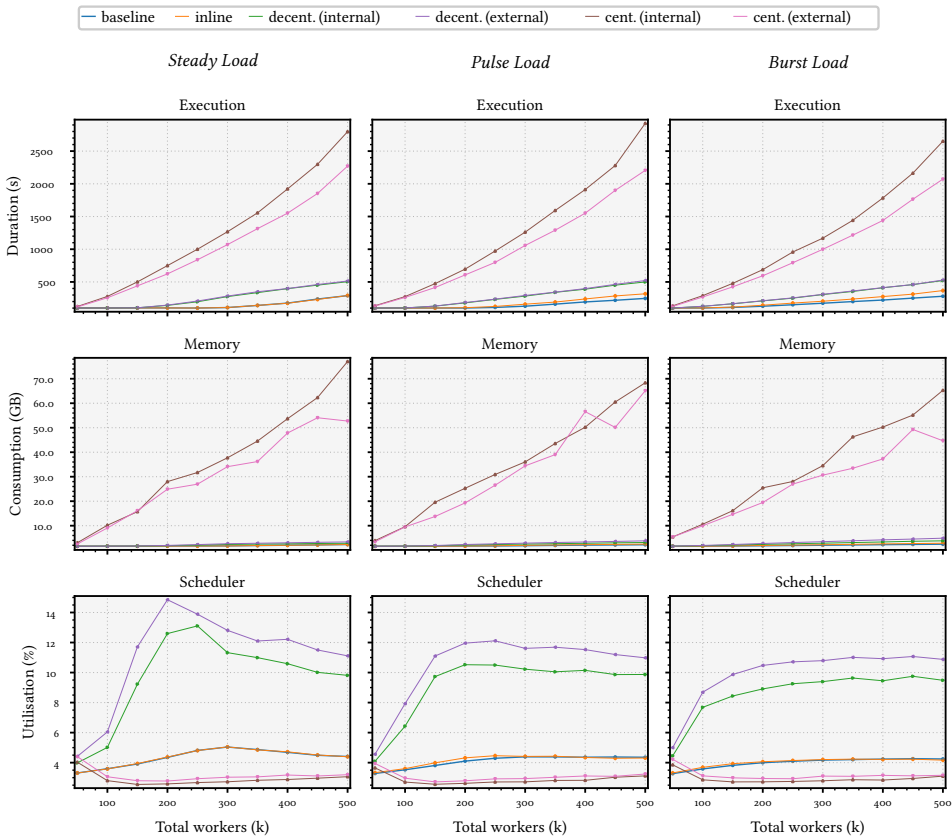 baseline inline decent. (internal) decent. (external) cent. (internal) cent. (external)
Steady Load Pulse Load Burst Load
Execution Execution Execution
Duration (s)
2500
2000
1500
1000
500
Memory Memory Memory
Consumption (GB)
70.0
60.0
50.0
40.0
30.0
20.0
10.0
Scheduler Scheduler Scheduler
Utilisation (%)
14
12
10
8
6
4
100 200 300 400 500 100 200 300 400 500 100 200 300 400 500
Total workers (k) Total workers (k) Total workers (k)